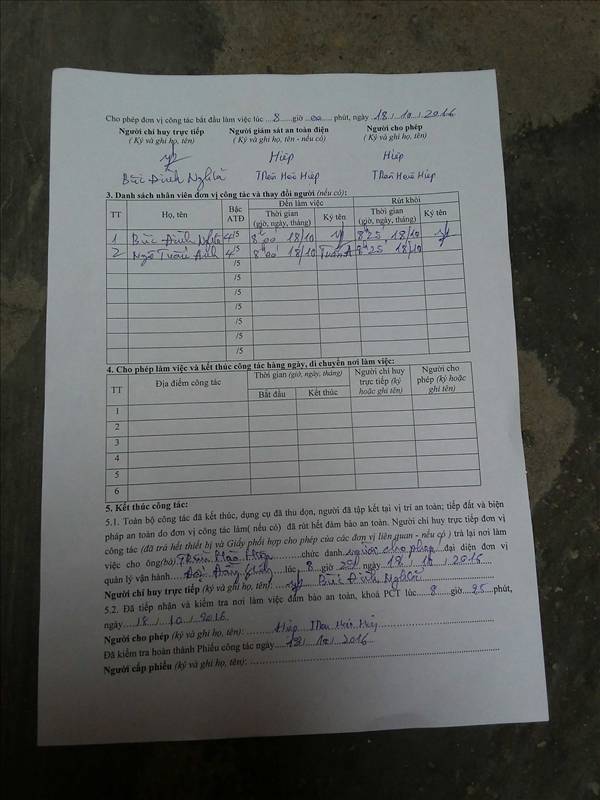 Cho phép đơn vị công tác bắt đầu làm việc lúc ....8.....giờ ..00.... phút, ngày 18 / 10 / 2016
Người chỉ huy trực tiếp Người giám sát an toàn điện Người cho phép
( Ký và ghi họ, tên) ( Ký và ghi họ, tên - nếu có) ( Ký và ghi họ, tên)
Hiệp Hiệp
Bùi Đình Nghĩa Thân Hoà Hiệp Thân Hoà Hiệp
3. Danh sách nhân viên đơn vị công tác và thay đổi người (nếu có):
TT Họ, tên Bậc ATĐ Đến làm việc Rút khỏi
Thời gian (giờ, ngày, tháng) Ký tên Thời gian (giờ, ngày, tháng) Ký tên
1 Bùi Đình Nghĩa 4/5 8h00 18/10 8h25' 18/10
2 Ngô Tuấn Anh 4/5 8h00 18/10 Tuấn A 8h25' 18/10
/5
/5
/5
/5
/5
/5
/5
4. Cho phép làm việc và kết thúc công tác hàng ngày, di chuyển nơi làm việc:
TT Địa điểm công tác Thời gian (giờ, ngày, tháng) Người chỉ huy trực tiếp (ký hoặc ghi tên) Người cho phép (ký hoặc ghi tên)
Bắt đầu Kết thúc
1
2
3
4
5
6
5. Kết thúc công tác:
5.1. Toàn bộ công tác đã kết thúc, dụng cụ đã thu dọn, người đã tập kết tại vị trí an toàn; tiếp đất và biện
pháp an toàn do đơn vị công tác làm( nếu có) đã rút hết đảm bảo an toàn. Người chỉ huy trực tiếp đơn vị
công tác (đã trả hết thiết bị và Giấy phối hợp cho phép của các đơn vị liên quan - nếu có ) trả lại nơi làm
việc cho ông(bà) Thân Hoà Hiệp chức danh người cho phép đại diện đơn vị
quản lý vận hành lúc 8 giờ 25 ngày 18 / 10 / 2016
Người chỉ huy trực tiếp (ký và ghi họ, tên): Bùi Đình Nghĩa
5.2. Đã tiếp nhận và kiểm tra nơi làm việc đảm bảo an toàn, khoá PCT lúc 8 giờ 25 phút,
ngày 18 / 10 / 2016
Người cho phép (ký và ghi họ, tên): Hiệp Thân Hoà Hiệp
Đã kiểm tra hoàn thành Phiếu công tác ngày 18 / 10 / 2016
Người cấp phiếu (ký và ghi họ, tên):